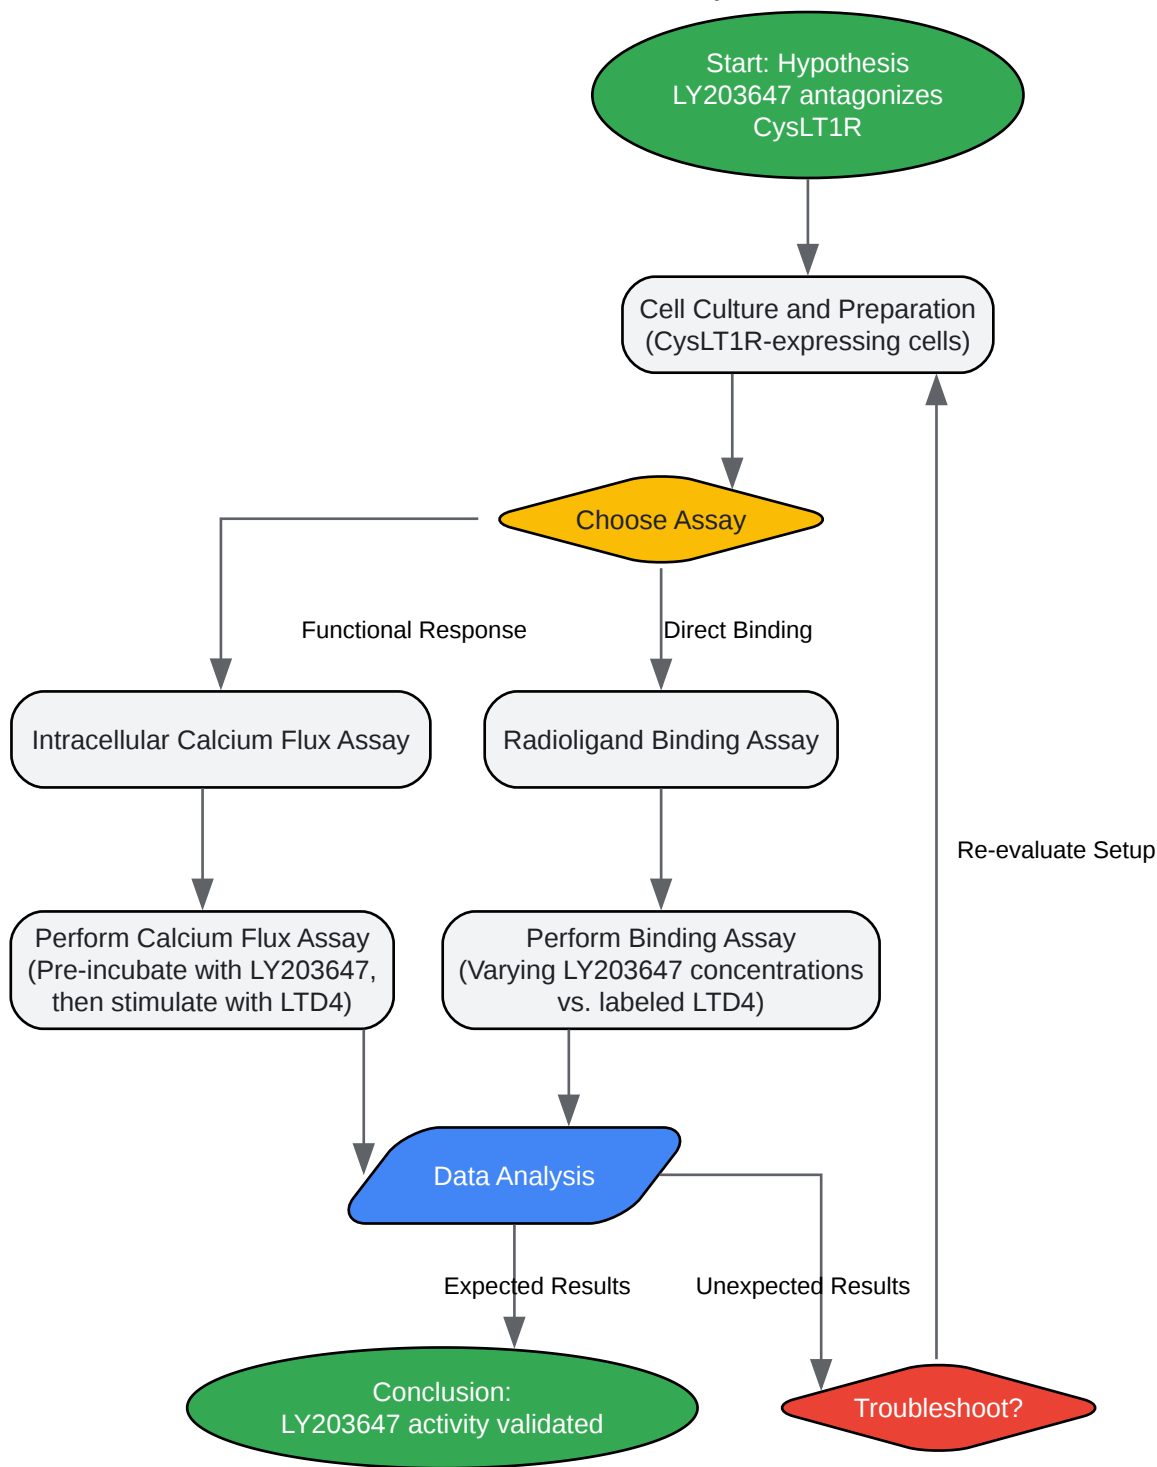 Start: Hypothesis
LY203647 antagonizes
CysLT1R
Cell Culture and Preparation
(CysLT1R-expressing cells)
Choose Assay
Functional Response
Direct Binding
Intracellular Calcium Flux Assay
Radioligand Binding Assay
Re-evaluate Setup
Perform Calcium Flux Assay
(Pre-incubate with LY203647,
then stimulate with LTD4)
Perform Binding Assay
(Varying LY203647 concentrations
vs. labeled LTD4)
Data Analysis
Expected Results
Unexpected Results
Conclusion:
LY203647 activity validated
Troubleshoot?